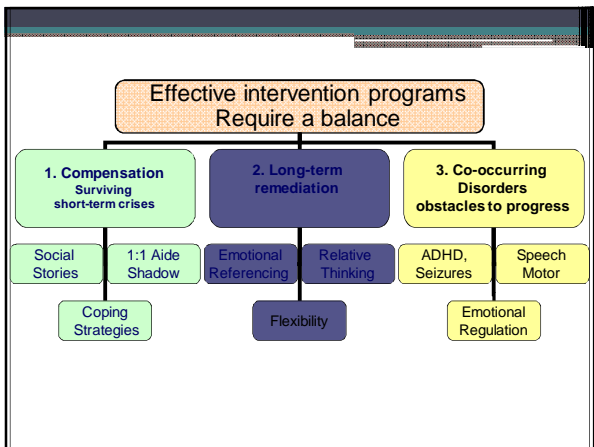 Effective intervention programs
Require a balance
1. Compensation
Surviving
short-term crises
2. Long-term
remediation
3. Co-occurring
Disorders
obstacles to progress
Social
Stories
1:1 Aide
Shadow
Emotional
Referencing
Relative
Thinking
ADHD,
Seizures
Speech
Motor
Coping
Strategies
Flexibility
Emotional
Regulation